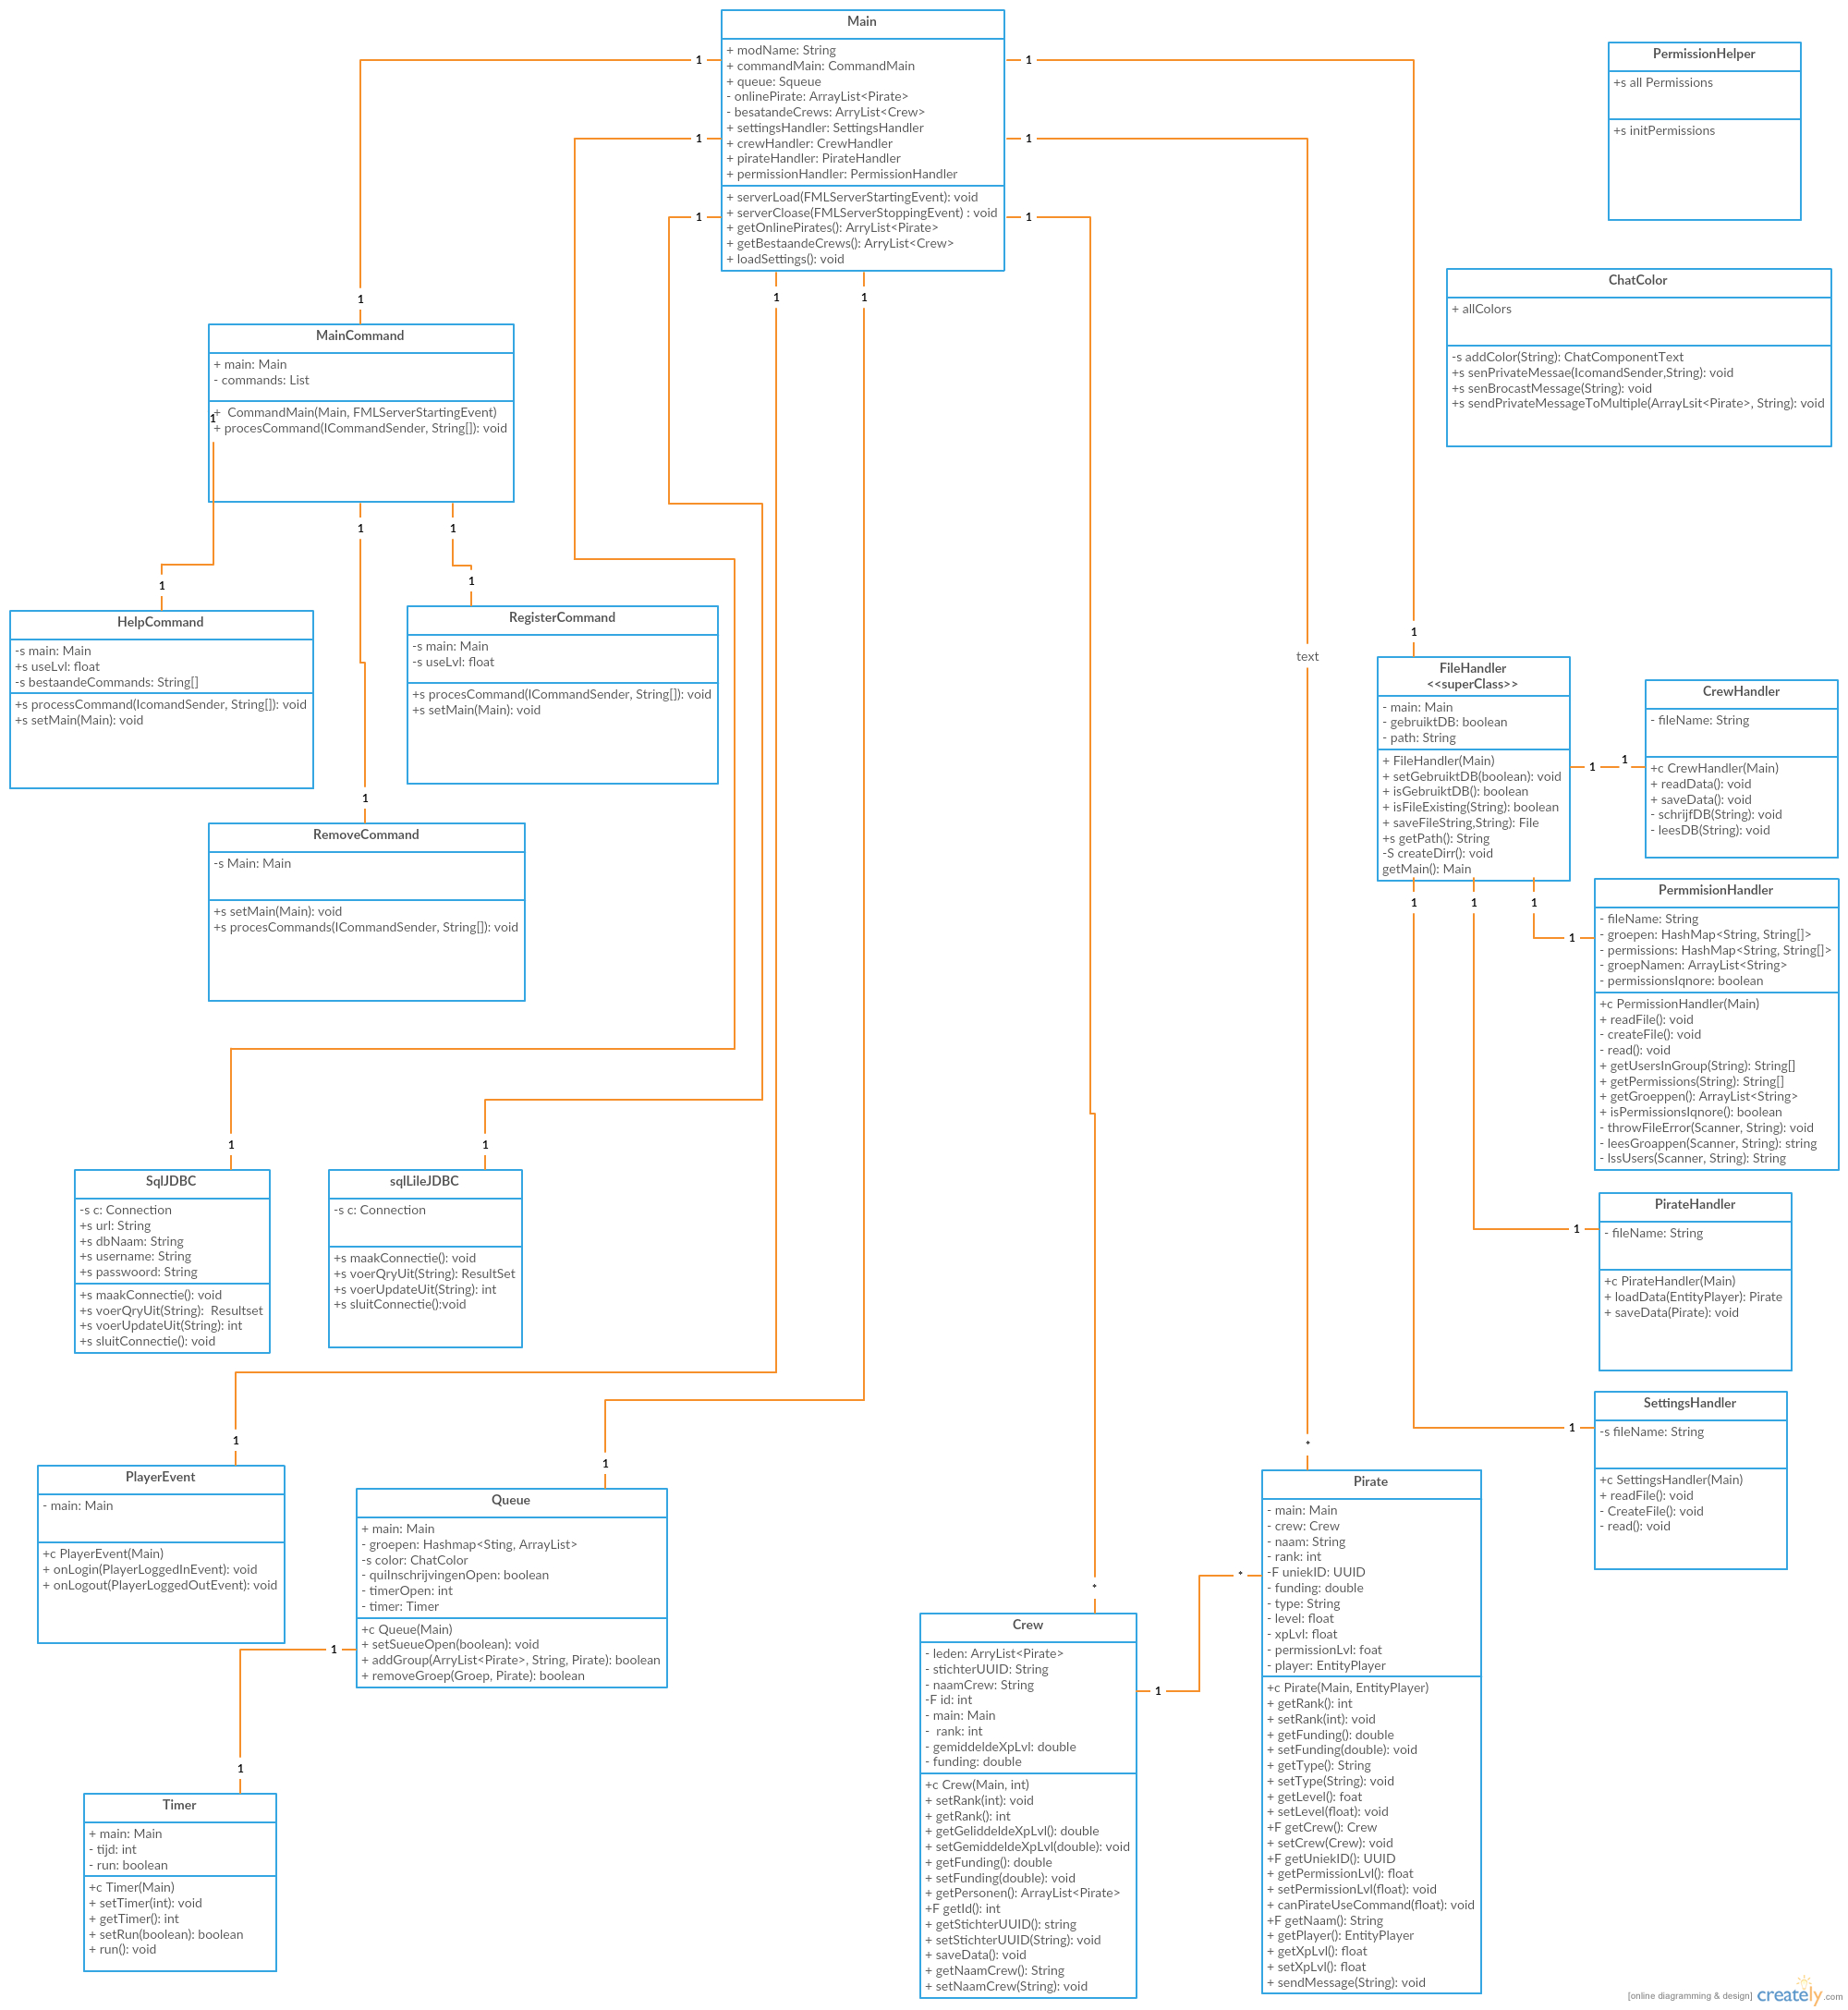 Main
+ modName: String
+ commandMain: CommandMain
+ queue: Squeue
- onlinePirate: ArrayList<Pirate>
- besatandeCrews: ArryList<Crew>
+ settingsHandler: SettingsHandler
+ crewHandler: CrewHandler
+ pirateHandler: PirateHandler
+ permissionHandler: PermissionHandler
+ serverLoad(FMLServerStartingEvent): void
+ serverCloase(FMLServerStoppingEvent) : void
+ getOnlinePirates(): ArryList<Pirate>
+ getBestaandeCrews(): ArryList<Crew>
+ loadSettings(): void
1
1
1
1
1
1
1
1
PermissionHelper
+s all Permissions
+s initPermissions
ChatColor
+ allColors
-s addColor(String): ChatComponentText
+s senPrivateMessae(IcomandSender,String): void
+s senBrocastMessage(String): void
+s sendPrivateMessageToMultiple(ArrayLsit<Pirate>, String): void
1
MainCommand
+ main: Main
- commands: List
+  CommandMain(Main, FMLServerStartingEvent)
+ procesCommand(ICommandSender, String[]): void
1
1
1
1
HelpCommand
-s main: Main
+s useLvl: float
-s bestaandeCommands: String[]
+s processCommand(IcomandSender, String[]): void
+s setMain(Main): void
1
RegisterCommand
-s main: Main
-s useLvl: float
+s procesCommand(ICommandSender, String[]): void
+s setMain(Main): void
1
RemoveCommand
-s Main: Main
+s setMain(Main): void
+s procesCommands(ICommandSender, String[]): void
text
1
FileHandler
<<superClass>>
- main: Main
- gebruiktDB: boolean
- path: String
+ FileHandler(Main)
+ setGebruiktDB(boolean): void
+ isGebruiktDB(): boolean
+ isFileExisting(String): boolean
+ saveFileString,String): File
+s getPath(): String
-S createDirr(): void
getMain(): Main
1
1
1
1
1
CrewHandler
- fileName: String
+c CrewHandler(Main)
+ readData(): void
+ saveData(): void
- schrijfDB(String): void
- leesDB(String): void
1
PermmisionHandler
- fileName: String
- groepen: HashMap<String, String[]>
- permissions: HashMap<String, String[]>
- groepNamen: ArrayList<String>
- permissionsIqnore: boolean
+c PermissionHandler(Main)
+ readFile(): void
- createFile(): void
- read(): void
+ getUsersInGroup(String): String[]
+ getPermissions(String): String[]
+ getGroeppen(): ArrayList<String>
+ isPermissionsIqnore(): boolean
- throwFileError(Scanner, String): void
- leesGroappen(Scanner, String): string
- lssUsers(Scanner, String): String
1
PirateHandler
- fileName: String
+c PirateHandler(Main)
+ loadData(EntityPlayer): Pirate
+ saveData(Pirate): void
1
SettingsHandler
-s fileName: String
+c SettingsHandler(Main)
+ readFile(): void
- CreateFile(): void
- read(): void
1
SqlJDBC
-s c: Connection
+s url: String
+s dbNaam: String
+s username: String
+s passwoord: String
+s maakConnectie(): void
+s voerQryUit(String):  Resultset
+s voerUpdateUit(String): int
+s sluitConnectie(): void
1
sqlLileJDBC
-s c: Connection
+s maakConnectie(): void
+s voerQryUit(String): ResultSet
+s voerUpdateUit(String): int
+s sluitConnectie():void
1
PlayerEvent
- main: Main
+c PlayerEvent(Main)
+ onLogin(PlayerLoggedInEvent): void
+ onLogout(PlayerLoggedOutEvent): void
1
Queue
+ main: Main
- groepen: Hashmap<Sting, ArrayList>
-s color: ChatColor
- quiInschrijvingenOpen: boolean
- timerOpen: int
- timer: Timer
+c Queue(Main)
+ setSueueOpen(boolean): void
+ addGroup(ArryList<Pirate>, String, Pirate): boolean
+ removeGroep(Groep, Pirate): boolean
1
1
Timer
+ main: Main
- tijd: int
- run: boolean
+c Timer(Main)
+ setTimer(int): void
+ getTimer(): int
+ setRun(boolean): boolean
+ run(): void
*
Crew
- leden: ArryList<Pirate>
- stichterUUID: String
- naamCrew: String
-F id: int
- main: Main
-  rank: int
- gemiddeldeXpLvl: double
- funding: double
+c Crew(Main, int)
+ setRank(int): void
+ getRank(): int
+ getGeliddeldeXpLvl(): double
+ setGemiddeldeXpLvl(double): void
+ getFunding(): double
+ setFunding(double): void
+ getPersonen(): ArrayList<Pirate>
+F getId(): int
+ getStichterUUID(): string
+ setStichterUUID(String): void
+ saveData(): void
+ getNaamCrew(): String
+ setNaamCrew(String): void
1
*
*
Pirate
- main: Main
- crew: Crew
- naam: String
- rank: int
-F uniekID: UUID
- funding: double
- type: String
- level: float
- xpLvl: float
- permissionLvl: foat
- player: EntityPlayer
+c Pirate(Main, EntityPlayer)
+ getRank(): int
+ setRank(int): void
+ getFunding(): double
+ setFunding(double): void
+ getType(): String
+ setType(String): void
+ getLevel(): foat
+ setLevel(float): void
+F getCrew(): Crew
+ setCrew(Crew): void
+F getUniekID(): UUID
+ getPermissionLvl(): float
+ setPermissionLvl(float): void
+ canPirateUseCommand(float): void
+F getNaam(): String
+ getPlayer(): EntityPlayer
+ getXpLvl(): float
+ setXpLvl(): float
+ sendMessage(String): void
[online diagramming & design] creately.com